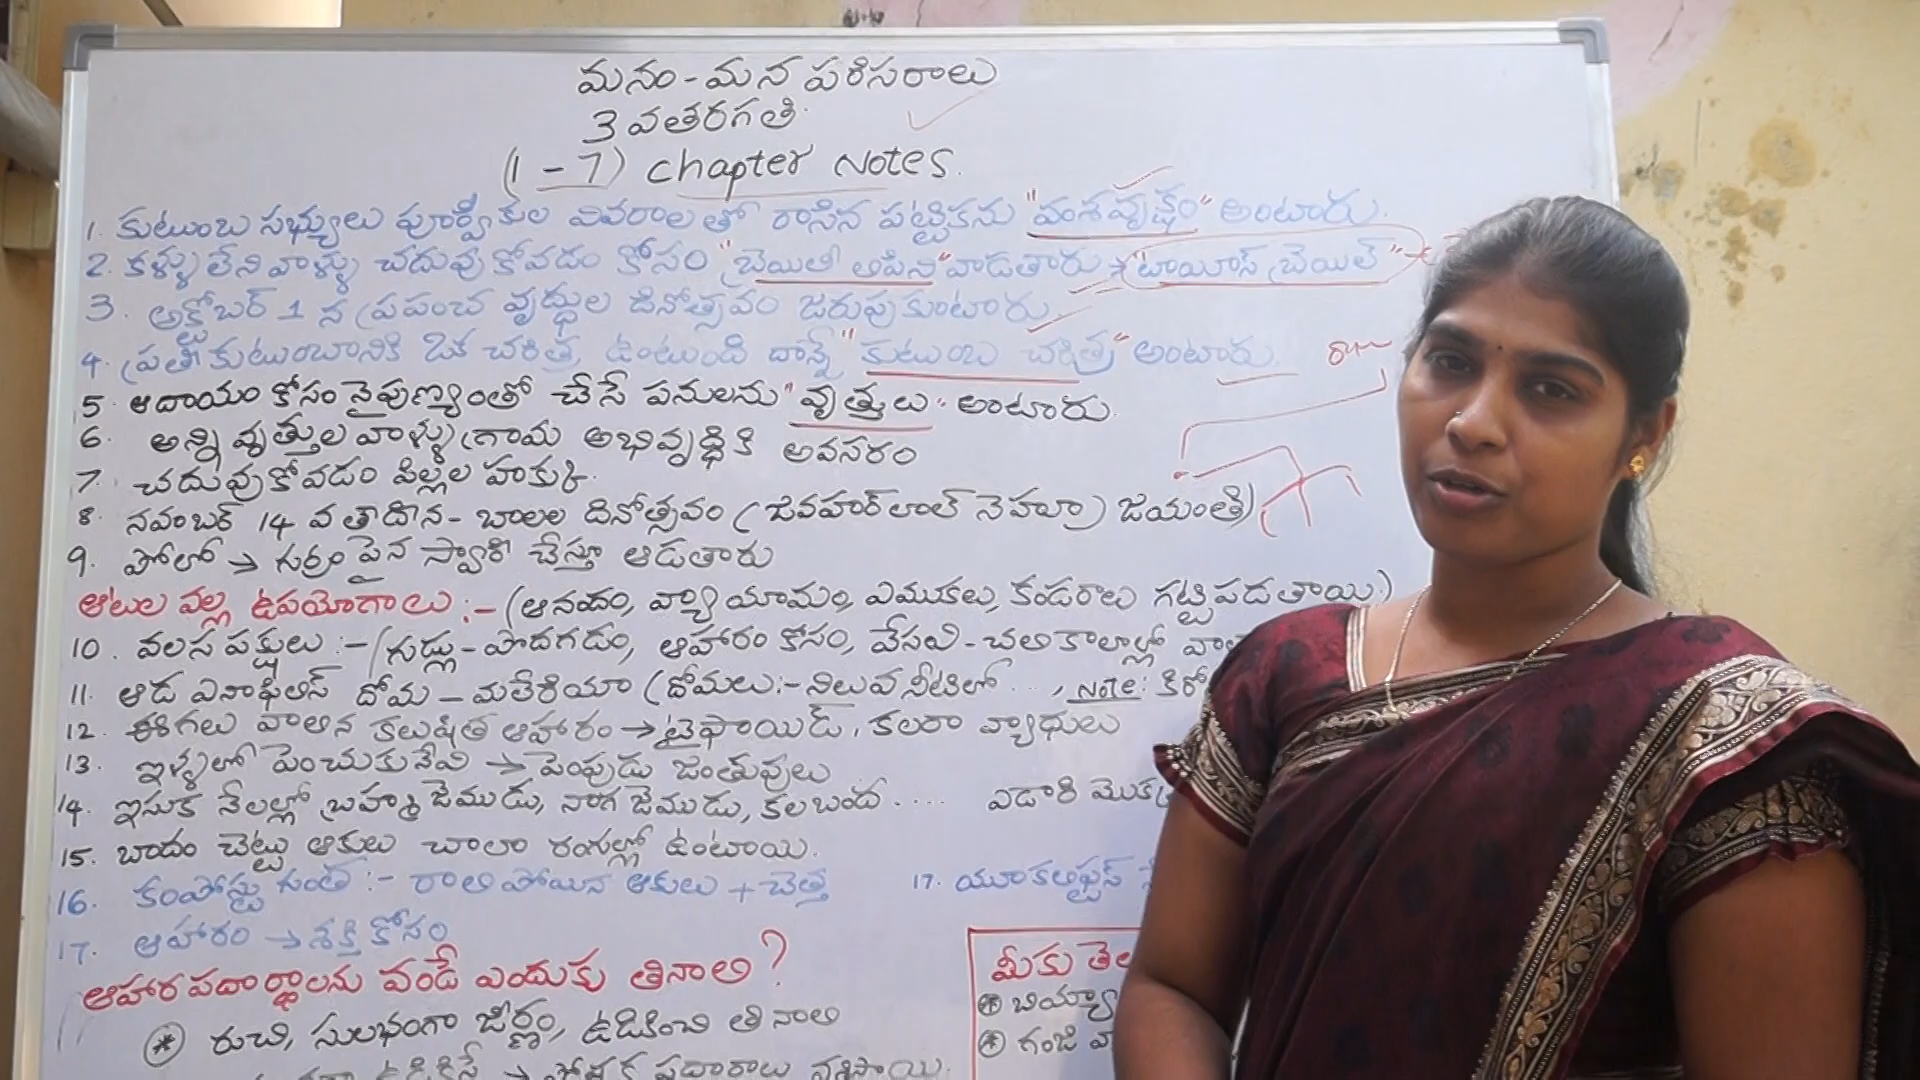 మనం - మన పరిసరాలు
3 వతరగతి
(1 - 7) chapter Notes.
1. కుటుంబ సభ్యులు పూర్వీకుల వివరాలతో రాసిన పట్టికను "వంశవృక్షం" అంటారు.
2. కళ్ళులేని వాళ్ళు చదువుకోవడం కోసం "బ్రెయిలీ లిపిని" వాడతారు → "లూయీస్ బ్రెయిలీ"
3. అక్టోబర్ 1 న ప్రపంచ వృద్ధుల దినోత్సవం జరుపుకుంటారు.
4. ప్రతీ కుటుంబానికి ఒక చరిత్ర ఉంటుంది దాన్నే "కుటుంబ చరిత్ర" అంటారు.
5. ఆదాయం కోసం నైపుణ్యంతో చేసే పనులను "వృత్తులు" అంటారు.
6. అన్ని వృత్తుల వాళ్ళు గ్రామ అభివృద్ధికి అవసరం
7. చదువుకోవడం పిల్లల హక్కు.
8. నవంబర్ 14 వ తాదీన - బాలల దినోత్సవం (జవహర్ లాల్ నెహ్రూ) జయంతి)
9. పోలో → గుర్రం పైన స్వారీ చేస్తూ ఆడతారు
ఆటల వల్ల ఉపయోగాలు :- (ఆనందం, వ్యాయామం, ఎముకలు, కండరాలు గట్టిపడతాయి)
10. వలస పక్షులు :- (గుడ్లు - పొదగడం, ఆహారం కోసం, వేసవి - చలి కాలాల్లో
11. ఆడ ఎనాఫిలస్ దోమ - మలేరియా (దోమలు :- నిలువ నీటిలో ..., Note:
12. ఈగలు వాలిన కలుషిత ఆహారం → టైఫాయిడ్, కలరా వ్యాధులు
13. ఇళ్ళలో పెంచుకునేవి → పెంపుడు జంతువులు
14. ఇసుక నేలల్లో బ్రహ్మ జెముడు, నాగ జెముడు, కలబంద .... ఎడారి
15. బాదం చెట్టు ఆకులు చాలా రంగుల్లో ఉంటాయి.
16. కంపోస్టు గుంత :- రాలి పోయిన ఆకులు + చెత్త
17. యూకలిప్టస్
17. ఆహారం → శక్తి కోసం
ఆహార పదార్థాలను వండే ఎందుకు తినాలి?
* రుచి, సులభంగా జీర్ణం, ఉడికించి తినాలి
మీకు
* గంజి